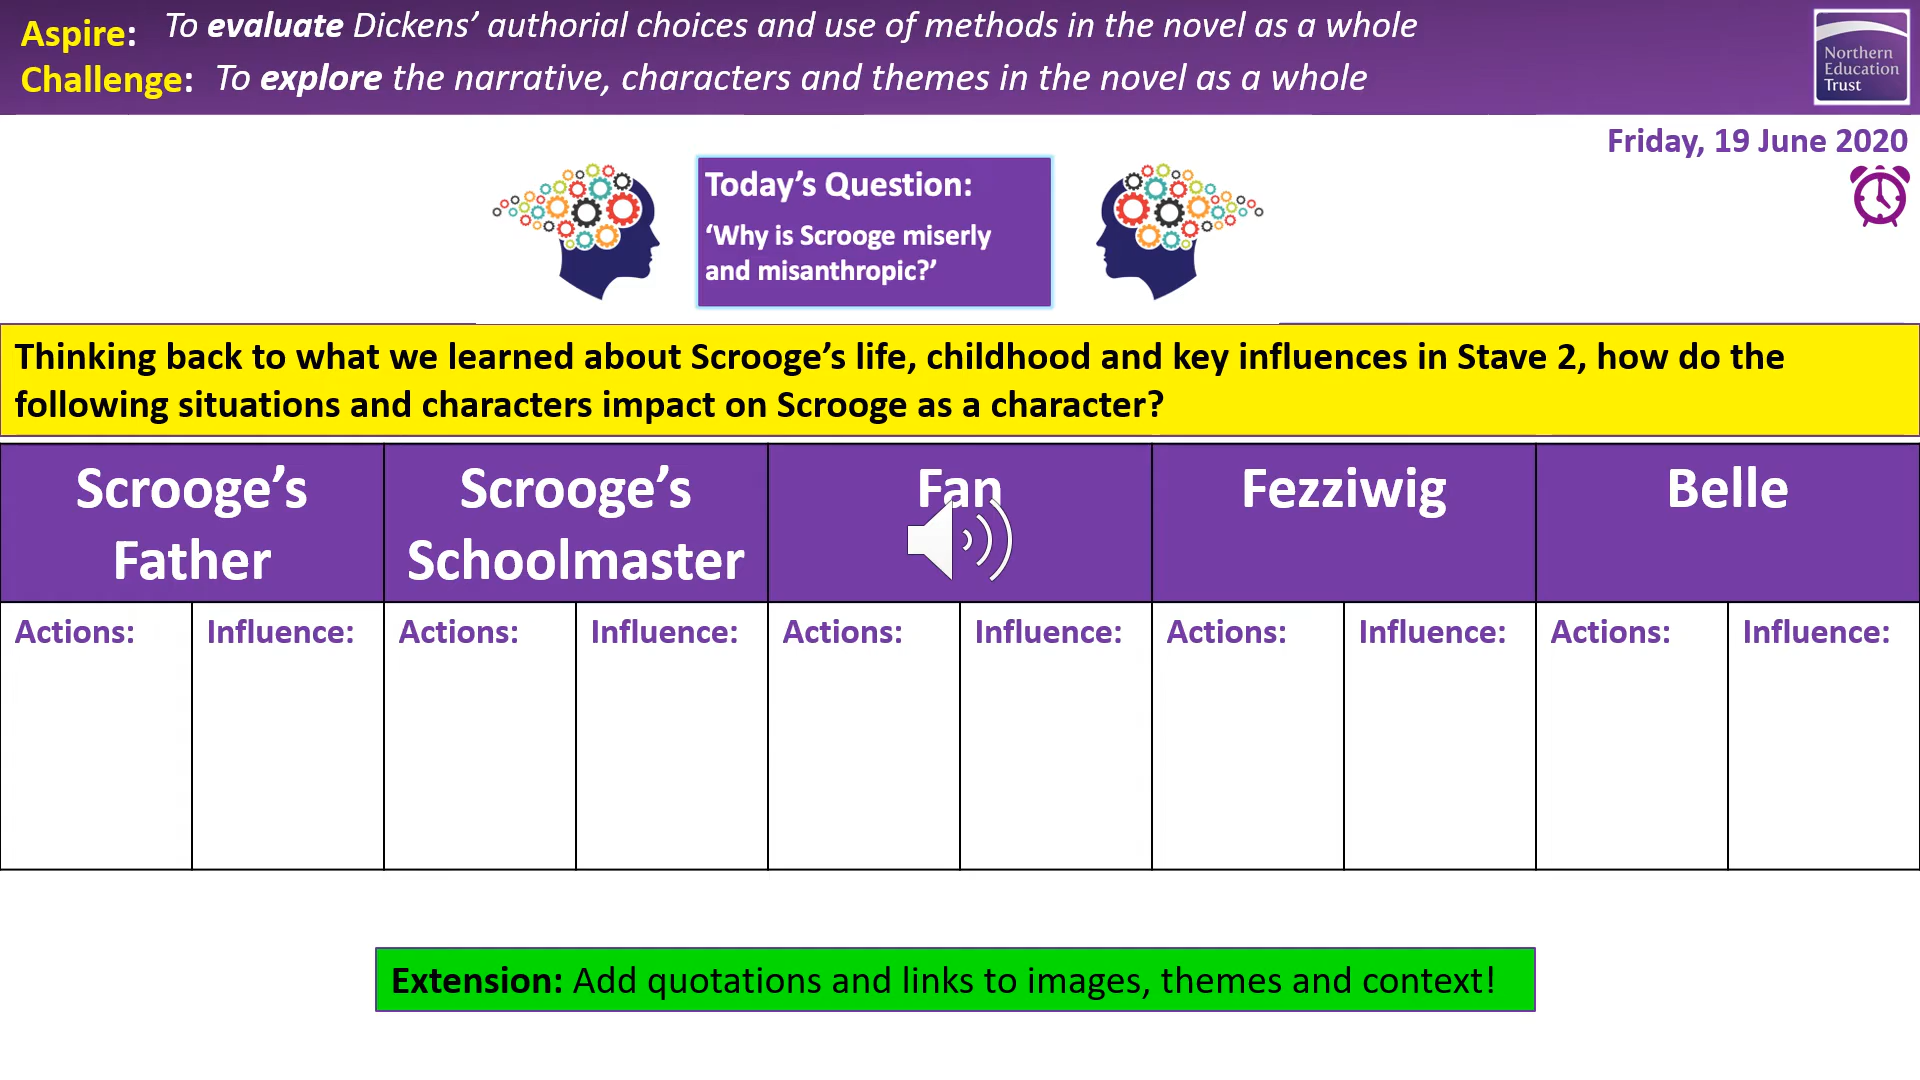 Aspire: To evaluate Dickens’ authorial choices and use of methods in the novel as a whole
Challenge: To explore the narrative, characters and themes in the novel as a whole
Northern
Education
Trust
Friday, 19 June 2020
Today’s Question:
‘Why is Scrooge miserly
and misanthropic?’
Thinking back to what we learned about Scrooge’s life, childhood and key influences in Stave 2, how do the
following situations and characters impact on Scrooge as a character?
Scrooge’s
Father
Scrooge’s
Schoolmaster
Fan
Fezziwig
Belle
Actions:
Influence:
Actions:
Influence:
Actions:
Influence:
Actions:
Influence:
Actions:
Influence:
Extension: Add quotations and links to images, themes and context!